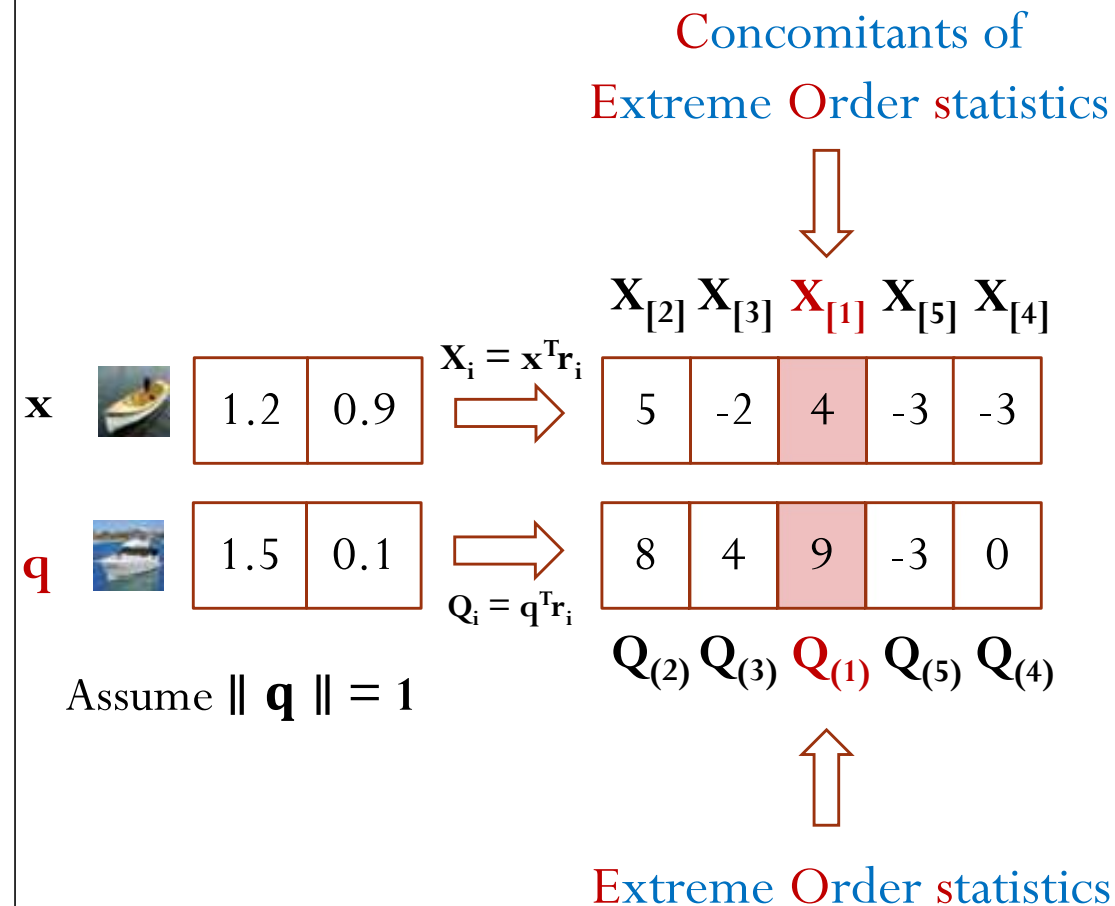 Concomitants of
Extreme Order statistics
X[2] X[3] X[1] X[5] X[4]
Xᵢ = xᵀrᵢ
x 1.2 0.9 5 -2 4 -3 -3
q 1.5 0.1 8 4 9 -3 0
Qᵢ = qᵀrᵢ
Q(2) Q(3) Q(1) Q(5) Q(4)
Assume ‖ q ‖ = 1
Extreme Order statistics